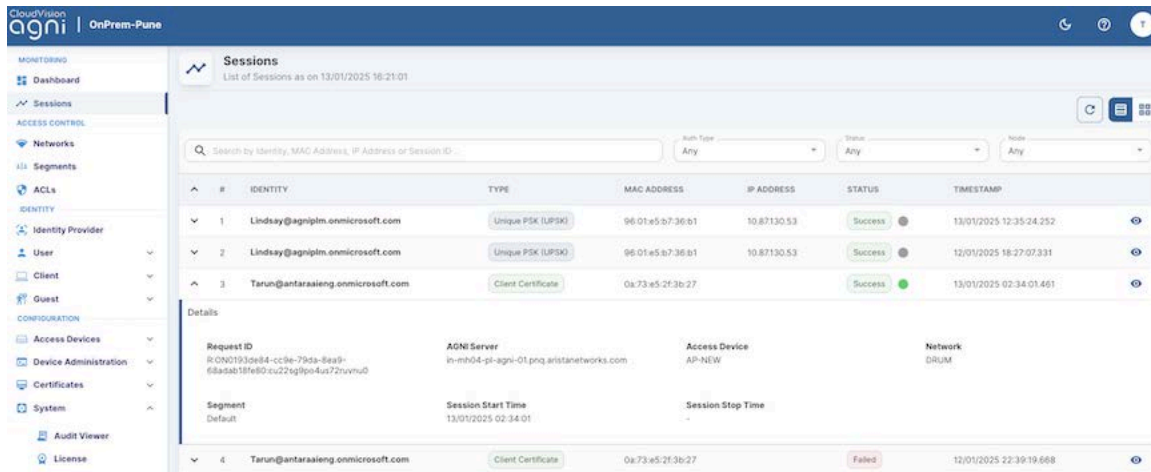 CloudVision
agni | OnPrem-Pune
T
MONITORING
Dashboard
Sessions
ACCESS CONTROL
Networks
Segments
ACLs
IDENTITY
Identity Provider
User
Client
Guest
CONFIGURATION
Access Devices
Device Administration
Certificates
System
Audit Viewer
License
Sessions
List of Sessions as on 13/01/2025 16:21:01
Search by Identity, MAC Address, IP Address or Session ID ...
Auth Type
Any
Status
Any
Node
Any
# IDENTITY TYPE MAC ADDRESS IP ADDRESS STATUS TIMESTAMP
1 Lindsay@agniplm.onmicrosoft.com Unique PSK (UPSK) 96:01:e5:b7:36:b1 10.87.130.53 Success 13/01/2025 12:35:24.252
2 Lindsay@agniplm.onmicrosoft.com Unique PSK (UPSK) 96:01:e5:b7:36:b1 10.87.130.53 Success 12/01/2025 18:27:07.331
3 Tarun@antaraaieng.onmicrosoft.com Client Certificate 0a:73:e5:2f:3b:27 Success 13/01/2025 02:34:01.461
Details
Request ID AGNI Server Access Device Network
R:ON0193de84-cc9e-79da-8ea9- in-mh04-pl-agni-01.pnq.aristanetworks.com AP-NEW DRUM
68adab18fe80:cu22sg9po4us72ruvnu0
Segment Session Start Time Session Stop Time
Default 13/01/2025 02:34:01 -
4 Tarun@antaraaieng.onmicrosoft.com Client Certificate 0a:73:e5:2f:3b:27 Failed 12/01/2025 22:39:19.668